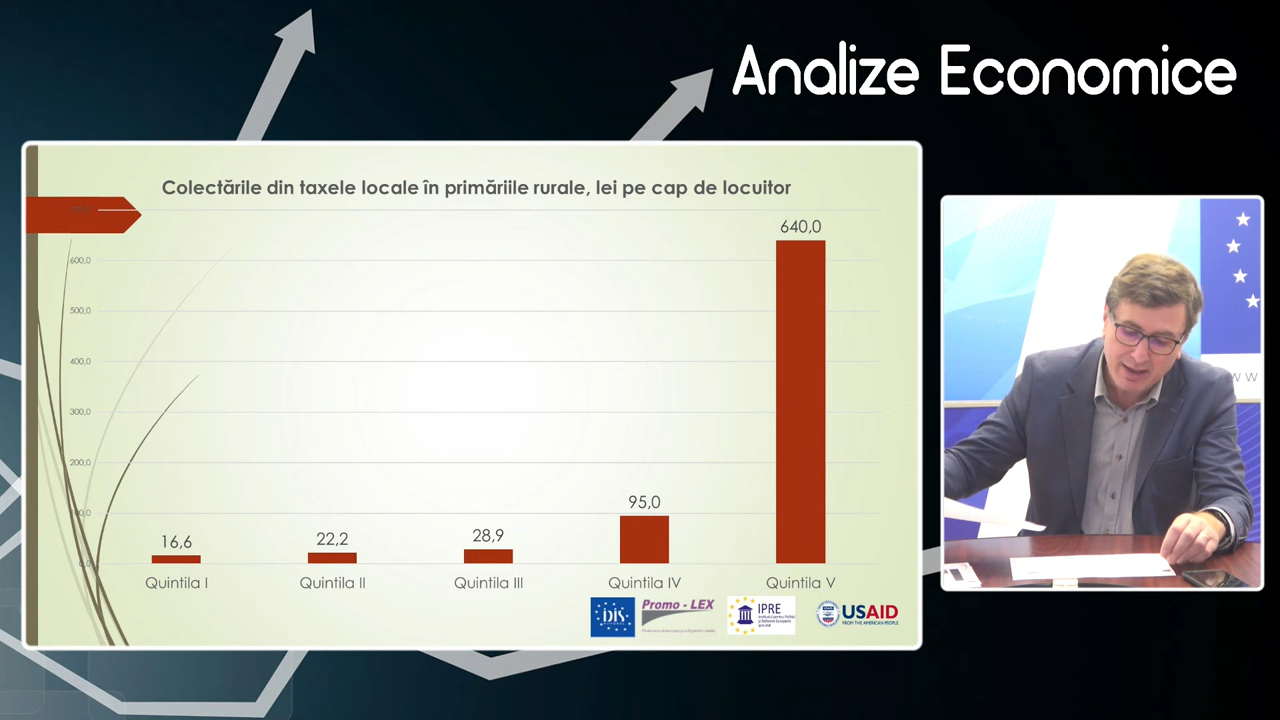 Analize Economice
Colectările din taxele locale în primăriile rurale, lei pe cap de locuitor
600,0
500,0
400,0
300,0
200,0
0,0
16,6
22,2
28,9
95,0
640,0
Quintila I
Quintila II
Quintila III
Quintila IV
Quintila V
Promo - LEX
IPRE
USAID
FROM THE AMERICAN PEOPLE
W W